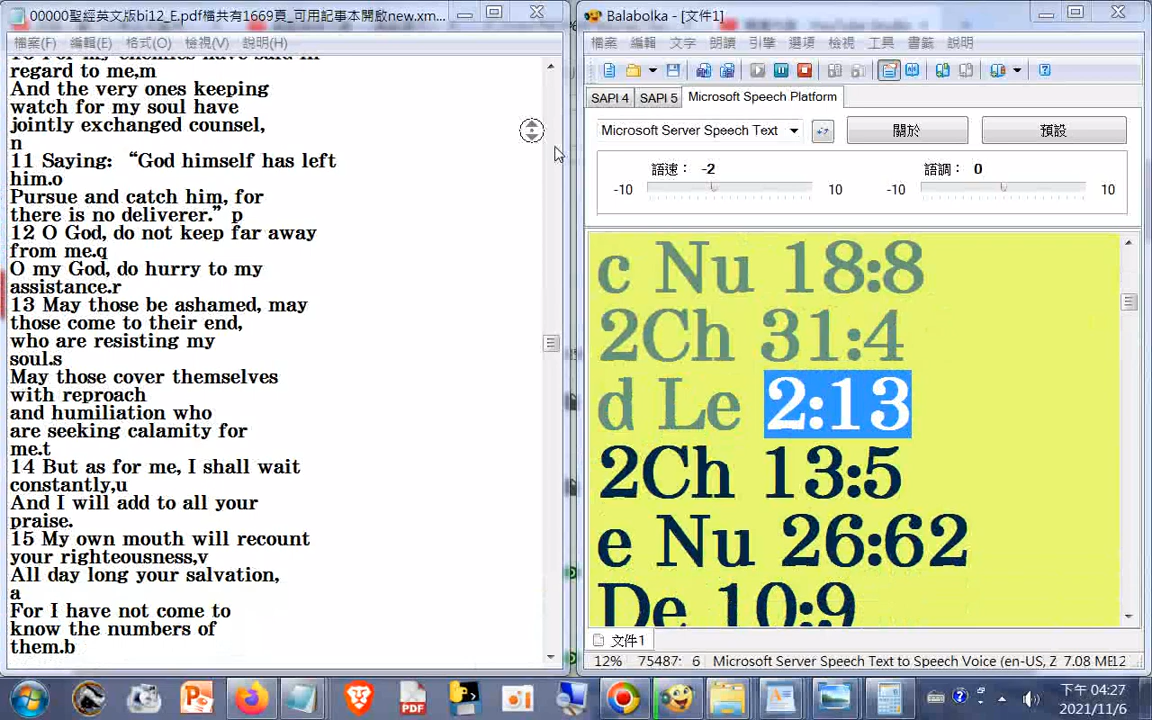 00000聖經英文版bi12_E.pdf檔共有1669頁_可用記事本開啟new.xm...
檔案(F) 編輯(E) 格式(O) 檢視(V) 說明(H)
regard to me,m
And the very ones keeping
watch for my soul have
jointly exchanged counsel,
n
11 Saying: “God himself has left
him.o
Pursue and catch him, for
there is no deliverer.” p
12 O God, do not keep far away
from me.q
O my God, do hurry to my
assistance.r
13 May those be ashamed, may
those come to their end,
who are resisting my
soul.s
May those cover themselves
with reproach
and humiliation who
are seeking calamity for
me.t
14 But as for me, I shall wait
constantly,u
And I will add to all your
praise.
15 My own mouth will recount
your righteousness,v
All day long your salvation,
a
For I have not come to
know the numbers of
them.b
Balabolka - [文件1]
檔案 編輯 文字 朗讀 引擎 選項 檢視 工具 書籤 說明
SAPI 4 SAPI 5 Microsoft Speech Platform
Microsoft Server Speech Text 關於 預設
語速： -2 語調： 0
-10 10 -10 10
c Nu 18:8
2Ch 31:4
d Le 2:13
2Ch 13:5
e Nu 26:62
De 10:9
文件1
12% 75487: 6 Microsoft Server Speech Text to Speech Voice (en-US, Z 7.08 ME12
PDF
下午 04:27
2021/11/6